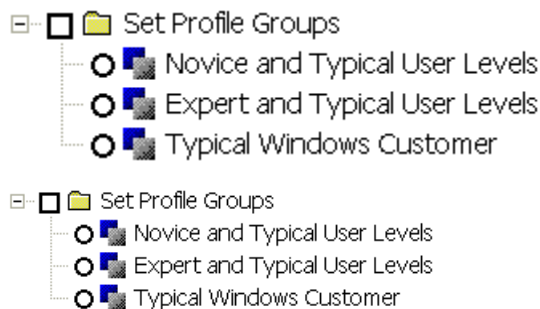 Set Profile Groups
Novice and Typical User Levels
Expert and Typical User Levels
Typical Windows Customer
Set Profile Groups
Novice and Typical User Levels
Expert and Typical User Levels
Typical Windows Customer